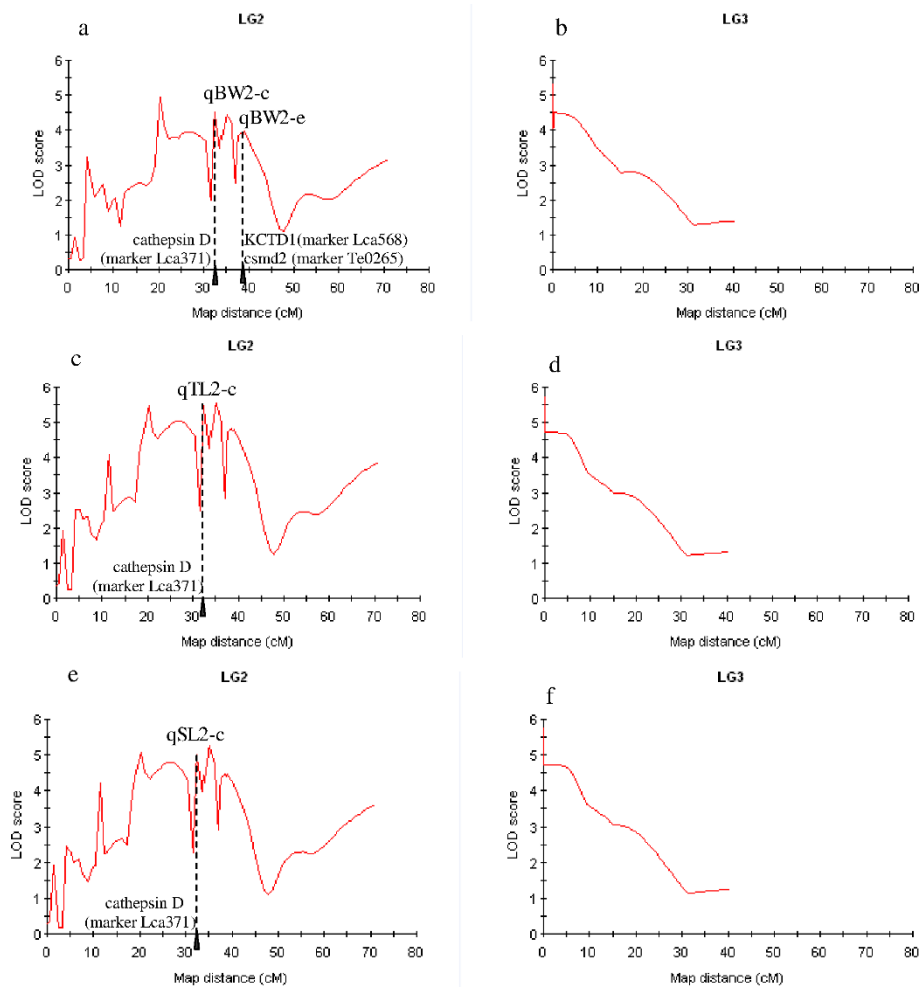 a
LG2
6
5
4
3
2
1
0
LOD score
qBW2-c
qBW2-e
cathepsin D
(marker Lca371)
KCTD1(marker Lca568)
csmd2 (marker Te0265)
0 10 20 30 40 50 60 70 80
Map distance (cM)
b
LG3
6
5
4
3
2
1
0
LOD score
0 10 20 30 40 50 60 70 80
Map distance (cM)
c
LG2
6
5
4
3
2
1
0
LOD score
qTL2-c
cathepsin D
(marker Lca371)
0 10 20 30 40 50 60 70 80
Map distance (cM)
d
LG3
6
5
4
3
2
1
0
LOD score
0 10 20 30 40 50 60 70 80
Map distance (cM)
e
LG2
6
5
4
3
2
1
0
LOD score
qSL2-c
cathepsin D
(marker Lca371)
0 10 20 30 40 50 60 70 80
Map distance (cM)
f
LG3
6
5
4
3
2
1
0
LOD score
0 10 20 30 40 50 60 70 80
Map distance (cM)